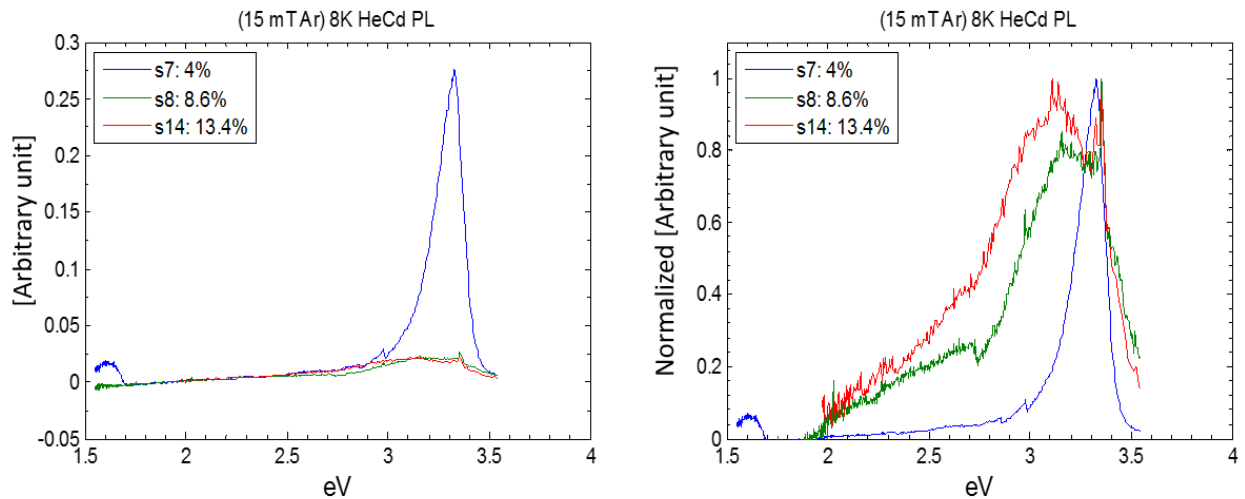 (15 mTAr) 8K HeCd PL
0.3
0.25
0.2
0.15
0.1
0.05
0
-0.05
[Arbitrary unit]
s7: 4%
s8: 8.6%
s14: 13.4%
1.5 2 2.5 3 3.5 4
eV
(15 mTAr) 8K HeCd PL
1
0.8
0.6
0.4
0.2
0
Normalized [Arbitrary unit]
s7: 4%
s8: 8.6%
s14: 13.4%
1.5 2 2.5 3 3.5 4
eV